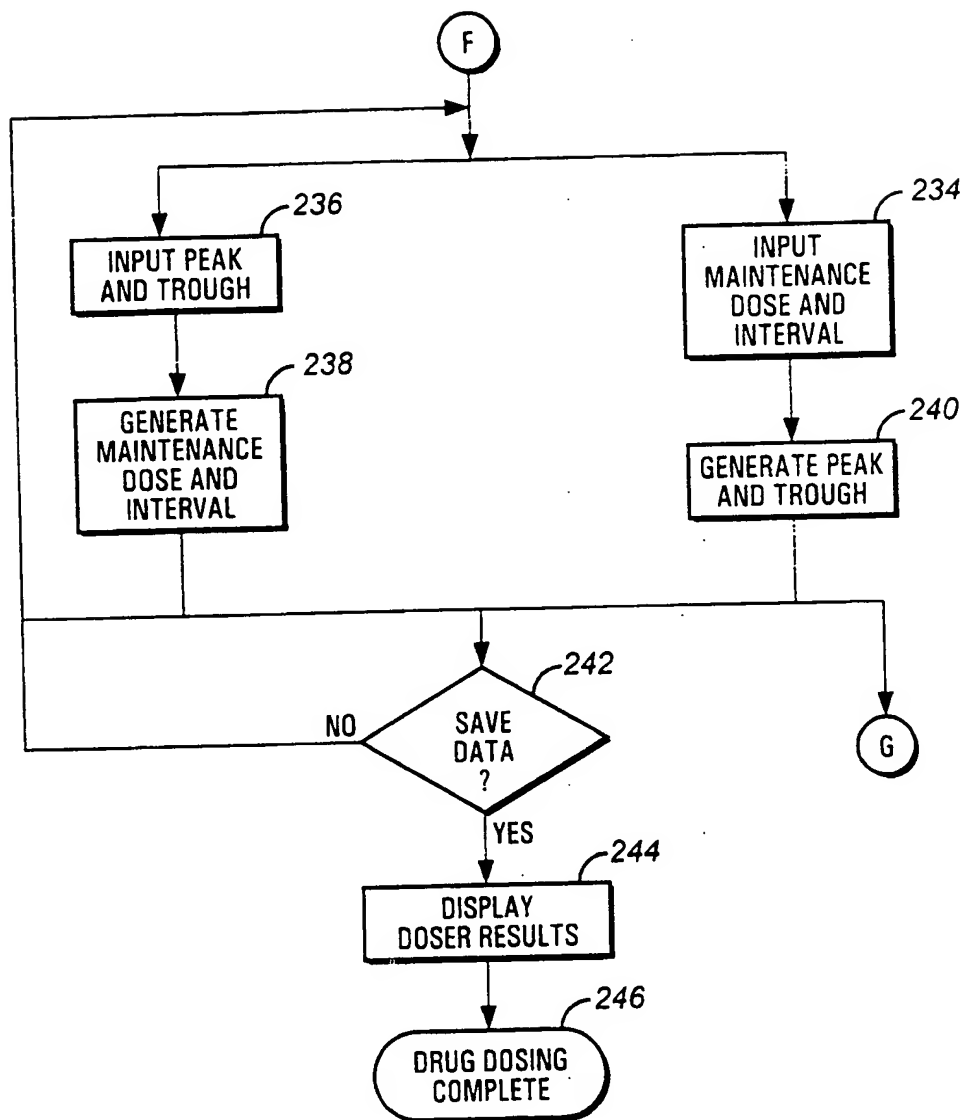 F
236
INPUT PEAK
AND TROUGH
234
INPUT
MAINTENANCE
DOSE AND
INTERVAL
238
GENERATE
MAINTENANCE
DOSE AND
INTERVAL
240
GENERATE PEAK
AND TROUGH
242
NO
SAVE
DATA
?
G
YES
244
DISPLAY
DOSER RESULTS
246
DRUG DOSING
COMPLETE